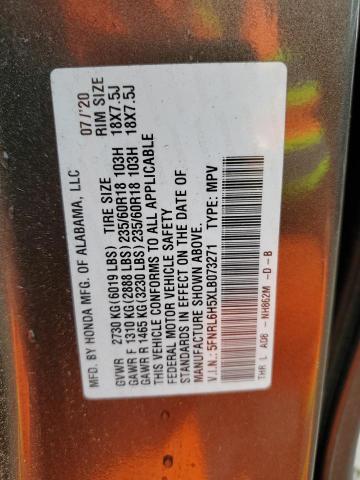 MFD. BY HONDA MFG. OF ALABAMA, LLC 07/'20
TIRE SIZE RIM SIZE
GVWR 2730 KG(6019 LBS)
GAWR F 1310 KG(2888 LBS) 235/60R18 103H 18X7.5J
GAWR R 1465 KG(3230 LBS) 235/60R18 103H 18X7.5J
THIS VEHICLE CONFORMS TO ALL APPLICABLE
FEDERAL MOTOR VEHICLE SAFETY
STANDARDS IN EFFECT ON THE DATE OF
MANUFACTURE SHOWN ABOVE.
V.I.N.: 5FNRL6H5XLB073271 TYPE: MPV
THR L ADB - NH862M -D -B